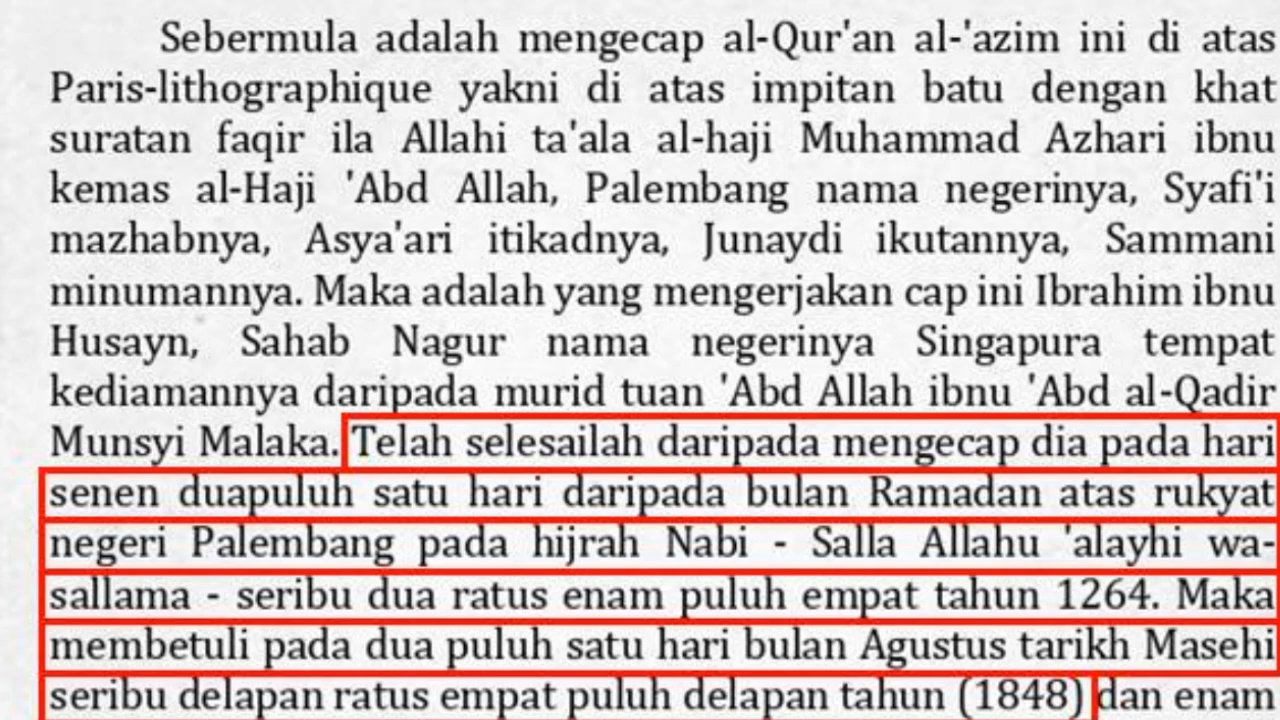 Sebermula adalah mengecap al-Qur'an al-'azim ini di atas
Paris-lithographique yakni di atas impitan batu dengan khat
suratan faqir ila Allahi ta'ala al-haji Muhammad Azhari ibnu
kemas al-Haji 'Abd Allah, Palembang nama negerinya, Syafi'i
mazhabnya, Asya'ari itikadnya, Junaydi ikutannya, Sammani
minumannya. Maka adalah yang mengerjakan cap ini Ibrahim ibnu
Husayn, Sahab Nagur nama negerinya Singapura tempat
kediamannya daripada murid tuan 'Abd Allah ibnu 'Abd al-Qadir
Munsyi Malaka. Telah selesailah daripada mengecap dia pada hari
senen duapuluh satu hari daripada bulan Ramadan atas rukyat
negeri Palembang pada hijrah Nabi - Salla Allahu 'alayhi wa-
sallama - seribu dua ratus enam puluh empat tahun 1264. Maka
membetuli pada dua puluh satu hari bulan Agustus tarikh Masehi
seribu delapan ratus empat puluh delapan tahun (1848) dan enam